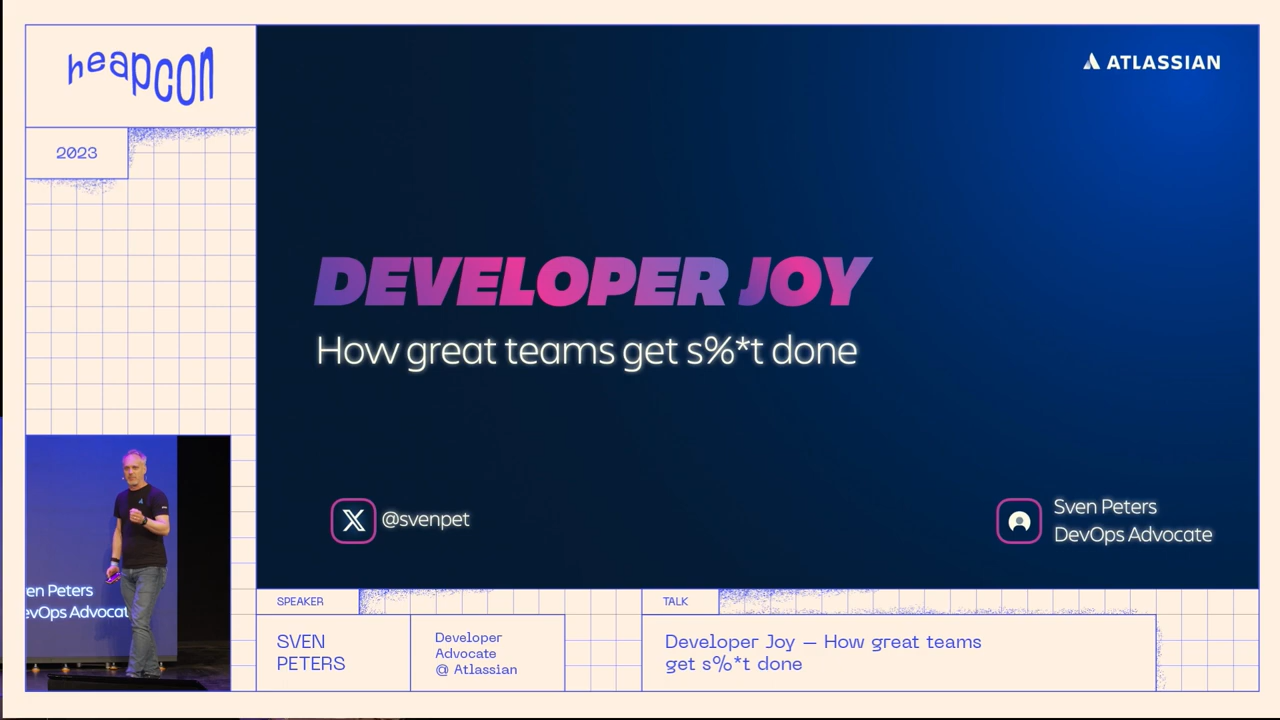 heapcon
2023
ATLASSIAN
DEVELOPER JOY
How great teams get s%*t done
@svenpet
Sven Peters
DevOps Advocate
en Peters
evOps Advocat
SPEAKER
SVEN
PETERS
Developer
Advocate
@ Atlassian
TALK
Developer Joy — How great teams
get s%*t done